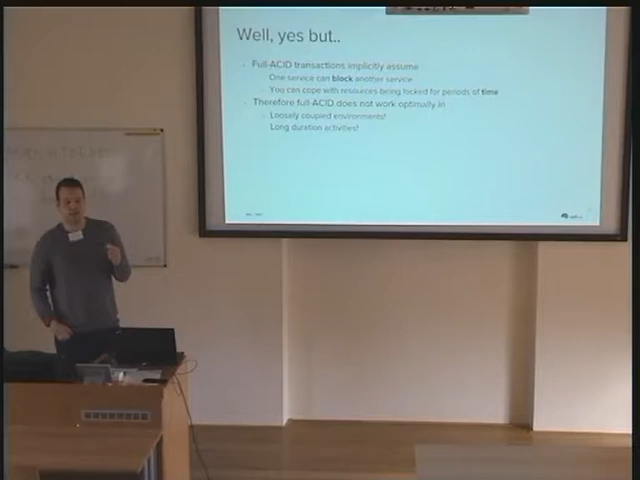 Well, yes but..
Full-ACID transactions implicitly assume
One service can block another service
You can cope with resources being locked for periods of time
Therefore full-ACID does not work optimally in
Loosely coupled environments!
Long duration activities!